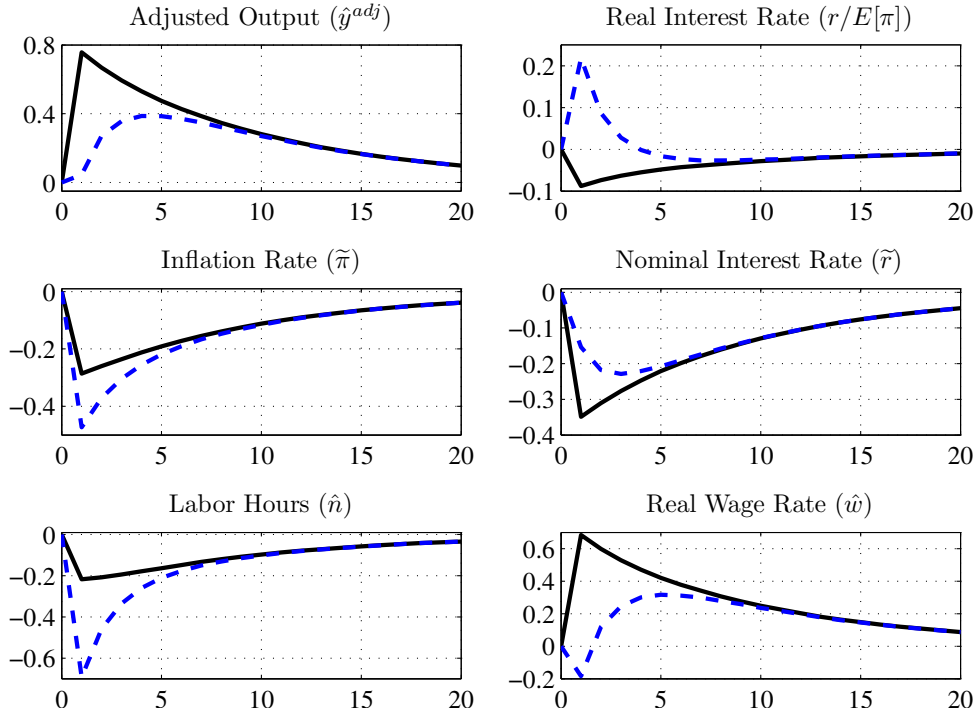 Adjusted Output (ŷ^adj)
0.8
0.4
0
0 5 10 15 20
Real Interest Rate (r/E[π])
0.2
0.1
0
−0.1
0 5 10 15 20
Inflation Rate (π̃)
0
−0.2
−0.4
0 5 10 15 20
Nominal Interest Rate (r̃)
0
−0.1
−0.2
−0.3
−0.4
0 5 10 15 20
Labor Hours (n̂)
0
−0.2
−0.4
−0.6
0 5 10 15 20
Real Wage Rate (ŵ)
0.6
0.4
0.2
0
−0.2
0 5 10 15 20